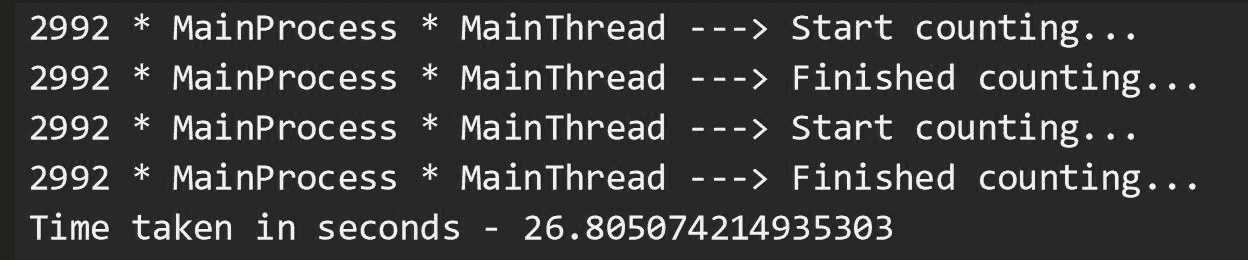 2992 * MainProcess * MainThread ---> Start counting...
2992 * MainProcess * MainThread ---> Finished counting...
2992 * MainProcess * MainThread ---> Start counting...
2992 * MainProcess * MainThread ---> Finished counting...
Time taken in seconds - 26.805074214935303